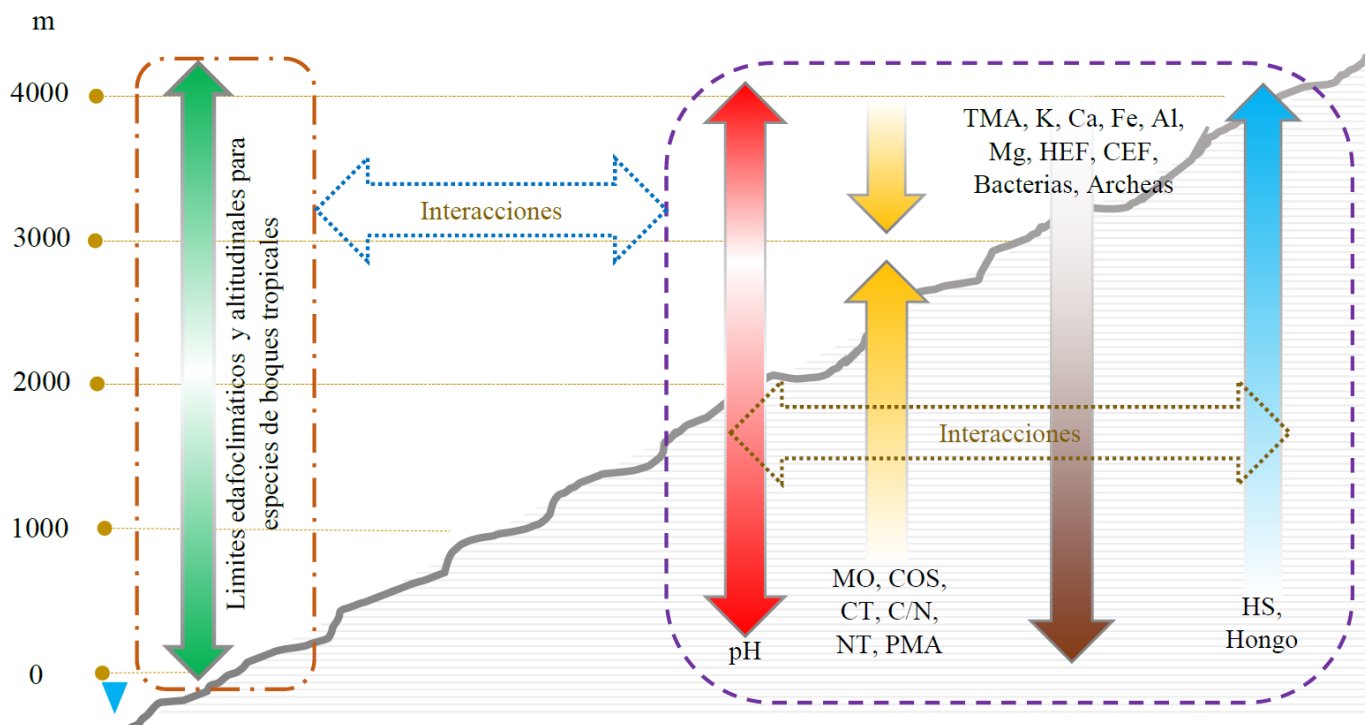 m
4000
3000
2000
1000
0
Limites edafoclimáticos y altitudinales para
especies de boques tropicales
Interacciones
TMA, K, Ca, Fe, Al,
Mg, HEF, CEF,
Bacterias, Archeas
Interacciones
pH
MO, COS,
CT, C/N,
NT, PMA
HS,
Hongo